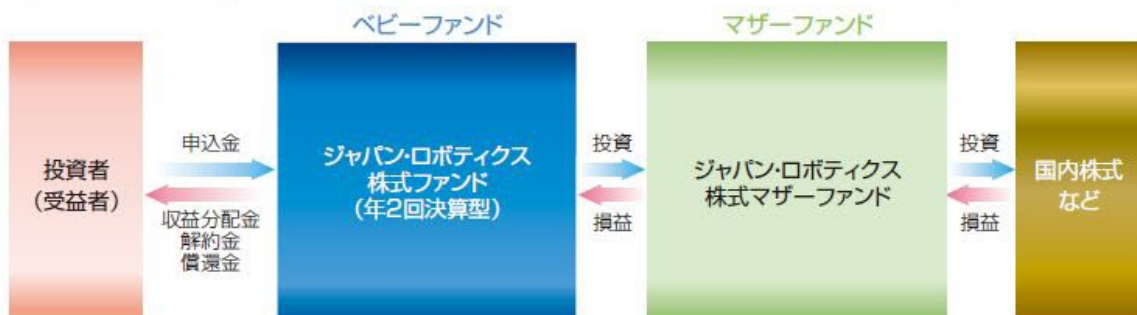 ベビーファンド
マザーファンド
投資者
(受益者)
申込金
収益分配金
解約金
償還金
ジャパン・ロボティクス
株式ファンド
(年2回決算型)
投資
損益
ジャパン・ロボティクス
株式マザーファンド
投資
損益
国内株式
など